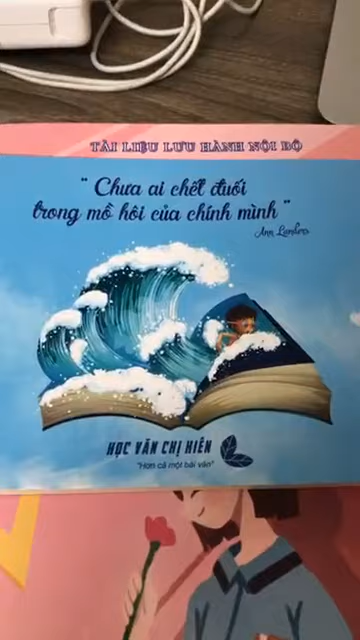 TÀI LIỆU LƯU HÀNH NỘI BỘ
" Chưa ai chết đuối
trong mồ hôi của chính mình "
Ann Landers
HỌC VĂN CHỊ HIÊN
"Hơn cả một bài văn"